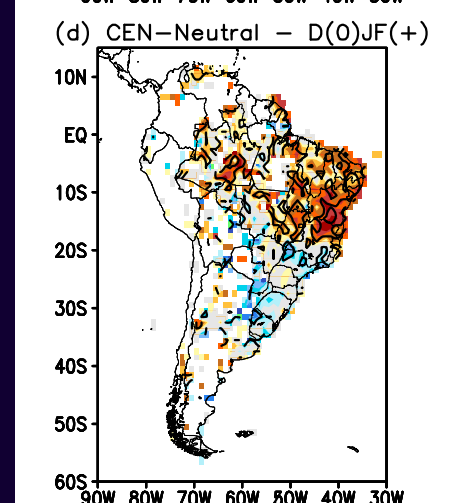 (d) CEN-Neutral - D(0)JF(+)
10N
EQ
10S
20S
30S
40S
50S
60S
90W 80W 70W 60W 50W 40W 30W